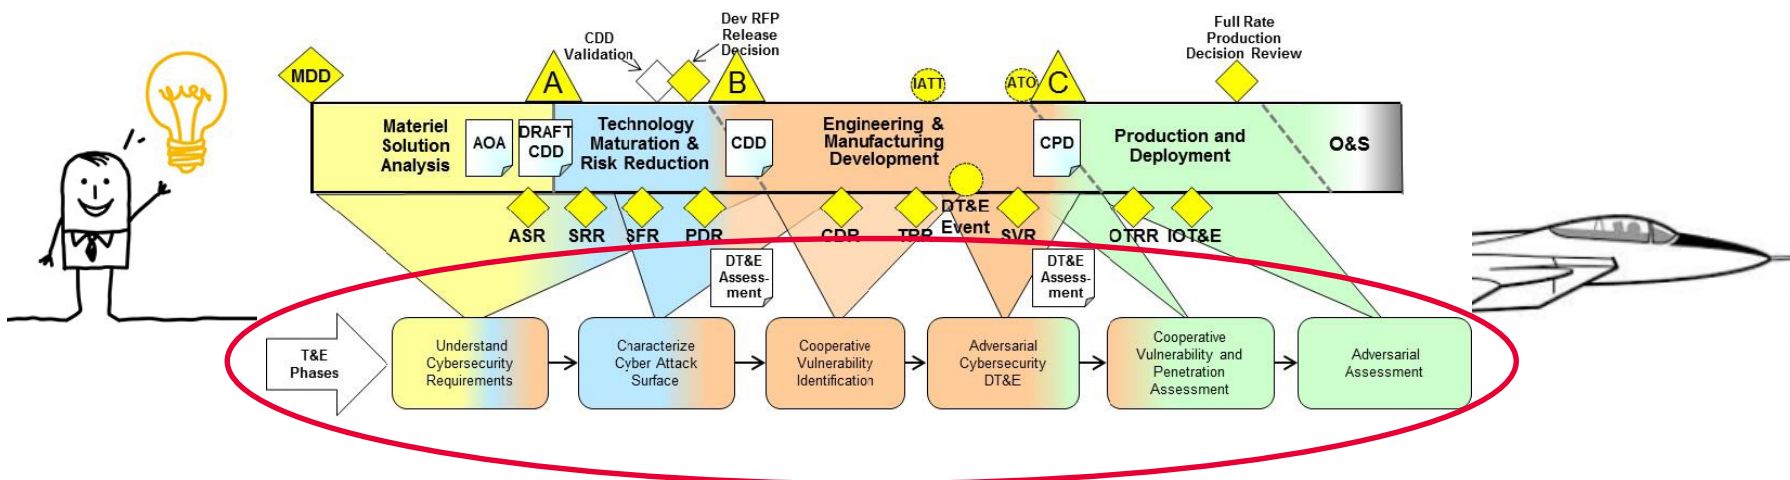 CDD
Validation
Dev RFP
Release
Decision
Full Rate
Production
Decision Review
MDD
A
B
IATT
ATO
C
Materiel
Solution
Analysis
AOA
DRAFT
CDD
Technology
Maturation &
Risk Reduction
CDD
Engineering &
Manufacturing
Development
CPD
Production and
Deployment
O&S
ASR
SRR
SFR
PDR
CDR
TRR
DT&E
Event
SVR
OTRR
IOT&E
DT&E
Assess-
ment
DT&E
Assess-
ment
T&E
Phases
Understand
Cybersecurity
Requirements
Characterize
Cyber Attack
Surface
Cooperative
Vulnerability
Identification
Adversarial
Cybersecurity
DT&E
Cooperative
Vulnerability and
Penetration
Assessment
Adversarial
Assessment